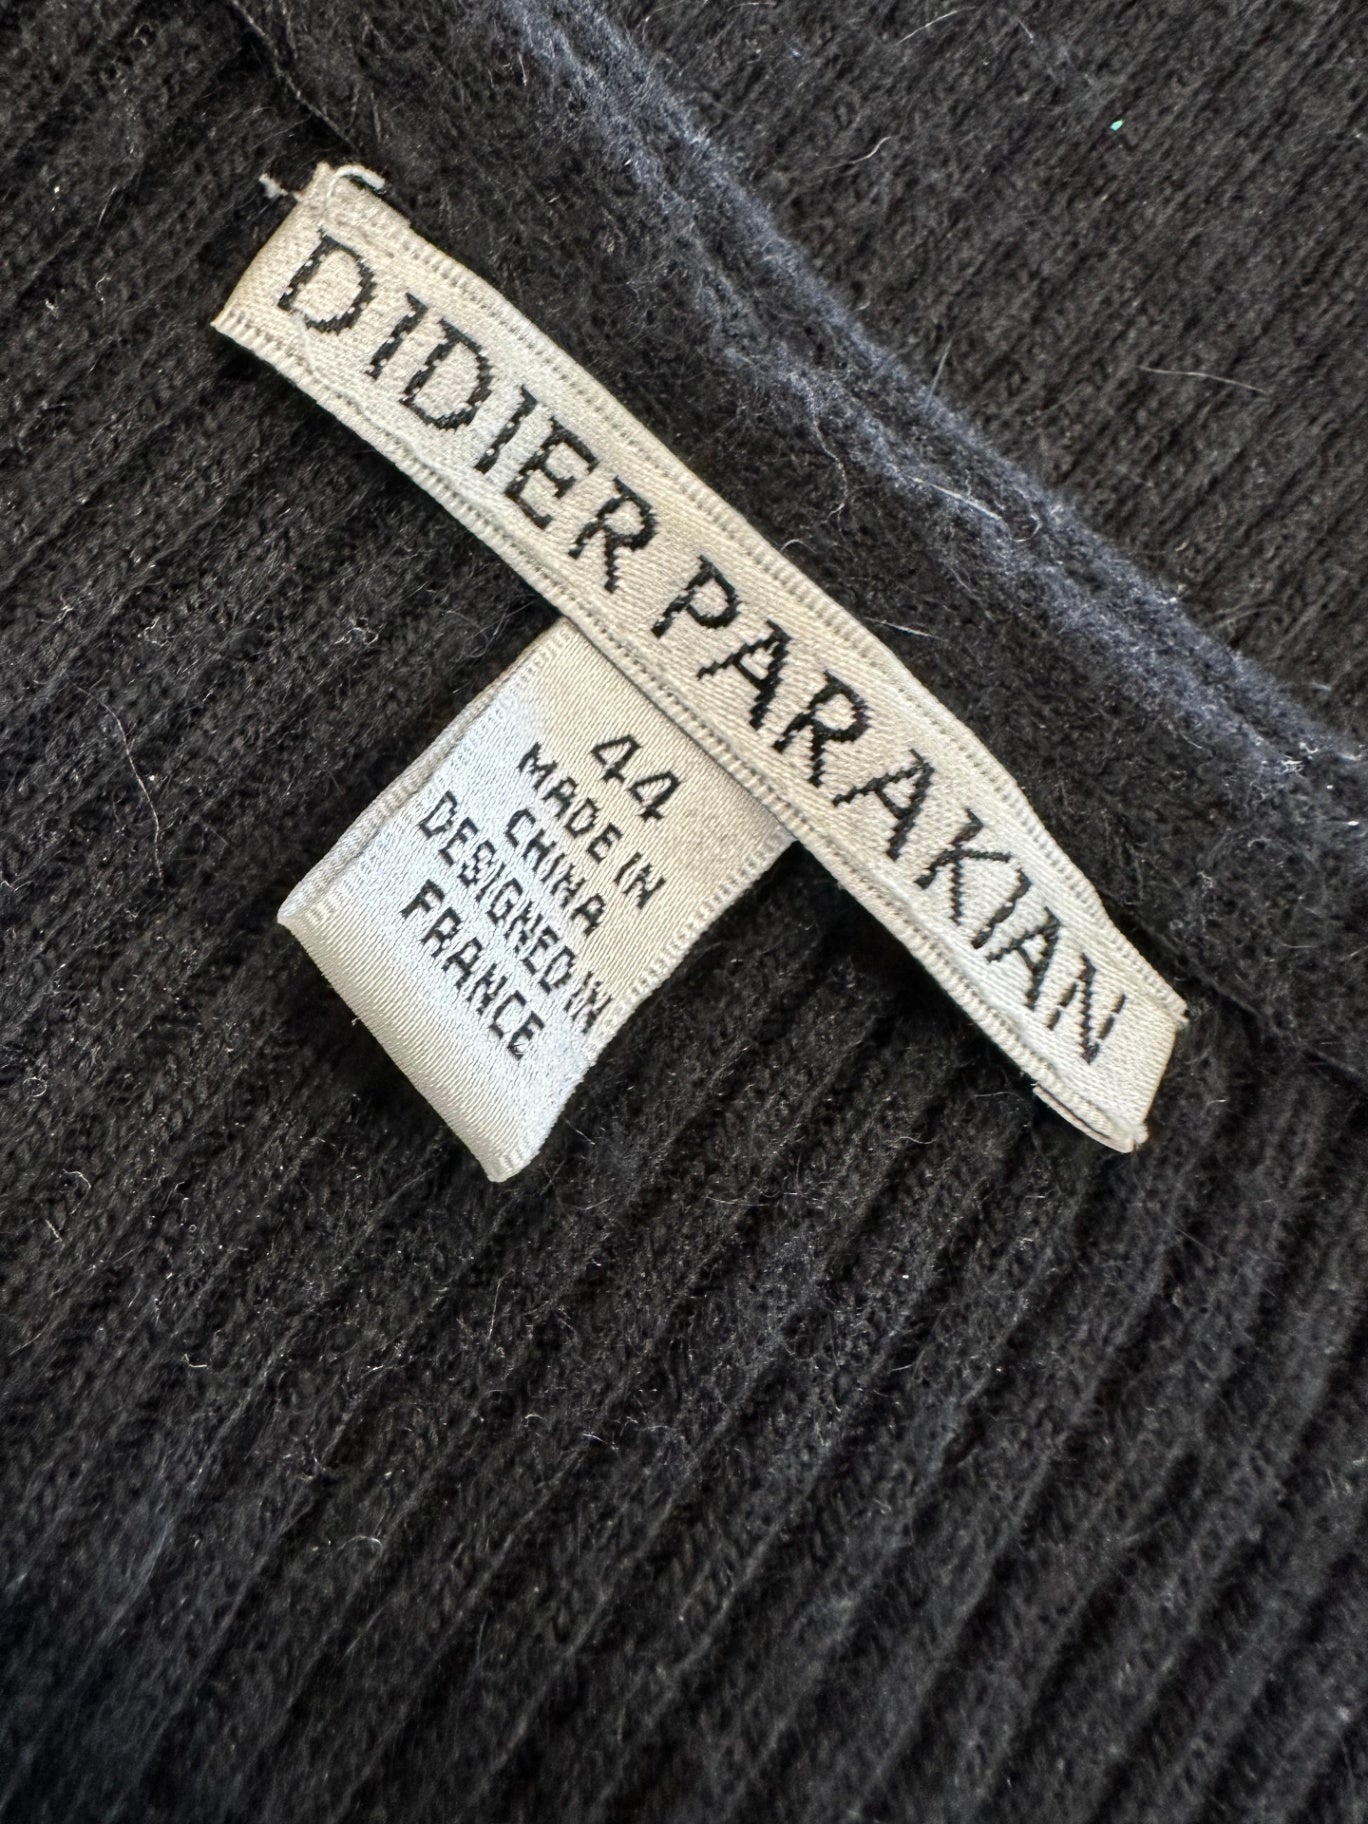 DIDIER PARAKIAN
44
MADE IN
CHINA
DESIGNED IN
FRANCE